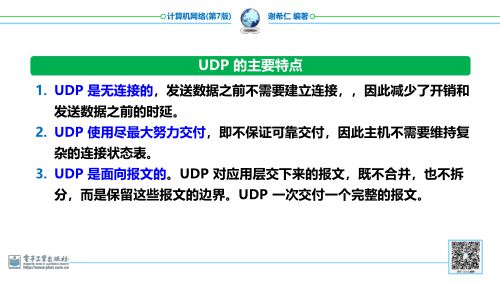 计算机网络(第7版)
谢希仁 编著
UDP 的主要特点
1. UDP 是无连接的，发送数据之前不需要建立连接，，因此减少了开销和
发送数据之前的时延。
2. UDP 使用尽最大努力交付，即不保证可靠交付，因此主机不需要维持复
杂的连接状态表。
3. UDP 是面向报文的。UDP 对应用层交下来的报文，既不合并，也不拆
分，而是保留这些报文的边界。UDP 一次交付一个完整的报文。
电子工业出版社
http://www.phei.com.cn